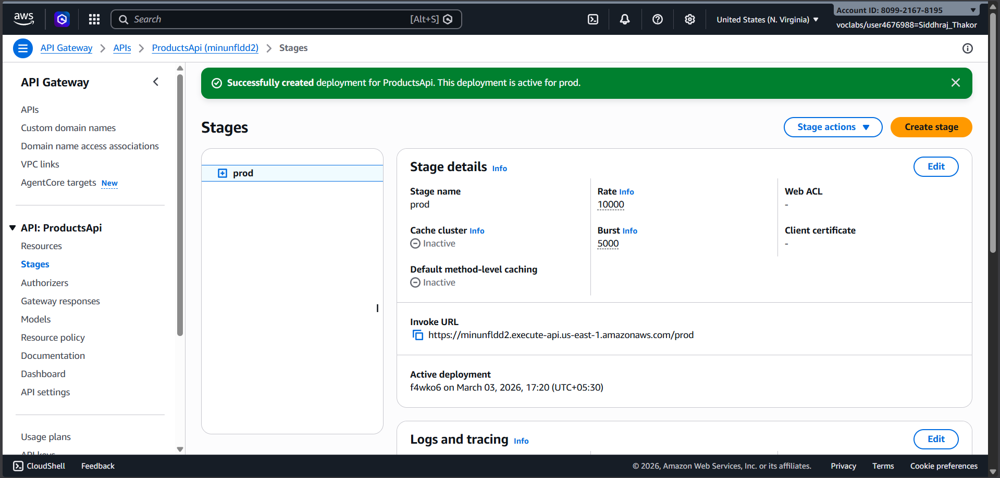 aws
Search
[Alt+S]
United States (N. Virginia)
Account ID: 8099-2167-8195
voclabs/user4676988=Siddhraj_Thakor
API Gateway
APIs
ProductsApi (minunfldd2)
Stages
API Gateway
APIs
Custom domain names
Domain name access associations
VPC links
AgentCore targets New
API: ProductsApi
Resources
Stages
Authorizers
Gateway responses
Models
Resource policy
Documentation
Dashboard
API settings
Usage plans
API keys
Successfully created deployment for ProductsApi. This deployment is active for prod.
Stages
Stage actions
Create stage
prod
Stage details Info
Edit
Stage name
prod
Rate Info
10000
Web ACL
-
Cache cluster Info
Inactive
Burst Info
5000
Client certificate
-
Default method-level caching
Inactive
Invoke URL
https://minunfldd2.execute-api.us-east-1.amazonaws.com/prod
Active deployment
f4wko6 on March 03, 2026, 17:20 (UTC+05:30)
Logs and tracing Info
Edit
CloudShell
Feedback
© 2026, Amazon Web Services, Inc. or its affiliates.
Privacy
Terms
Cookie preferences